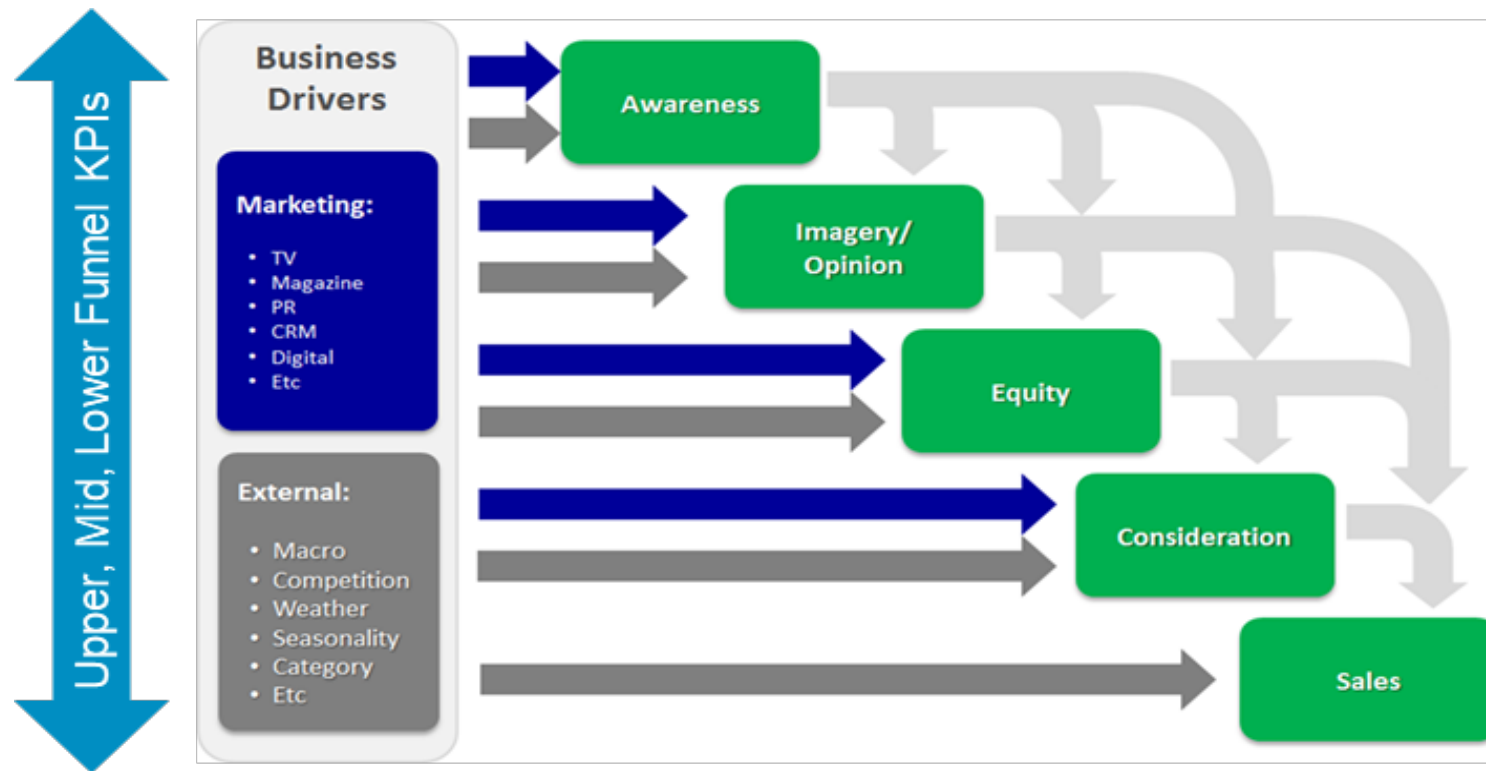 Upper, Mid, Lower Funnel KPIs
Business
Drivers
Marketing:
• TV
• Magazine
• PR
• CRM
• Digital
• Etc
External:
• Macro
• Competition
• Weather
• Seasonality
• Category
• Etc
Awareness
Imagery/
Opinion
Equity
Consideration
Sales